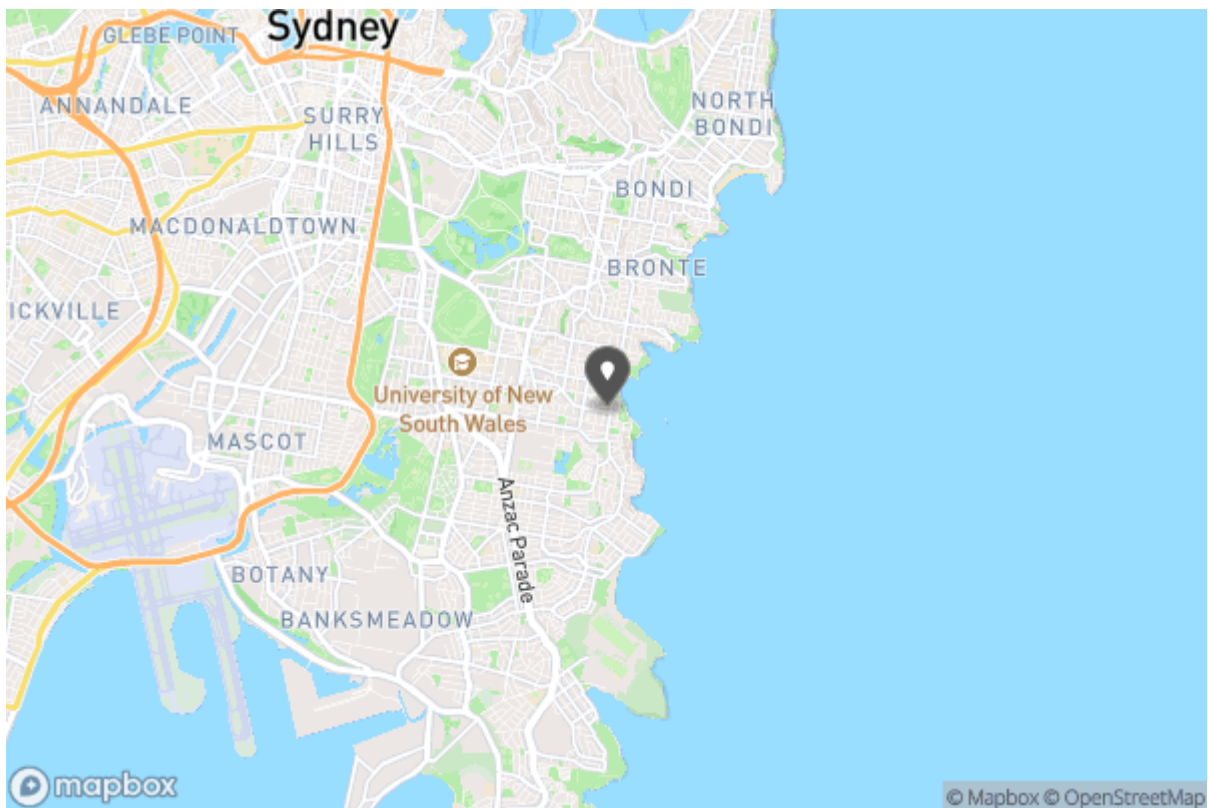 Sydney
GLEBE POINT
ANNANDALE
NORTH
BONDI
SURRY
HILLS
BONDI
MACDONALDTOWN
BRONTE
ICKVILLE
University of New
South Wales
MASCOT
Anzac Parade
BOTANY
BANKSMEADOW
mapbox
© Mapbox © OpenStreetMap